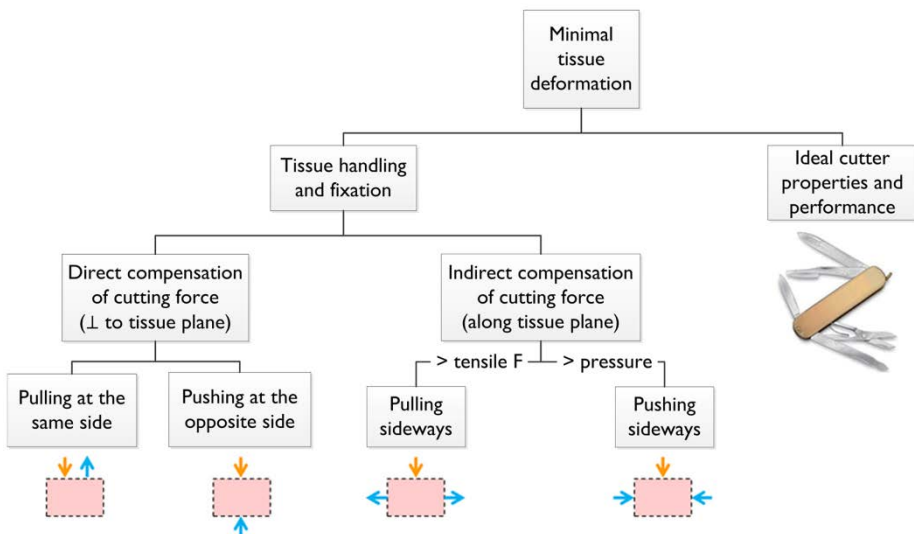 Minimal
tissue
deformation
Tissue handling
and fixation
Ideal cutter
properties and
performance
Direct compensation
of cutting force
(⊥ to tissue plane)
Indirect compensation
of cutting force
(along tissue plane)
> tensile F
> pressure
Pulling at the
same side
Pushing at the
opposite side
Pulling
sideways
Pushing
sideways